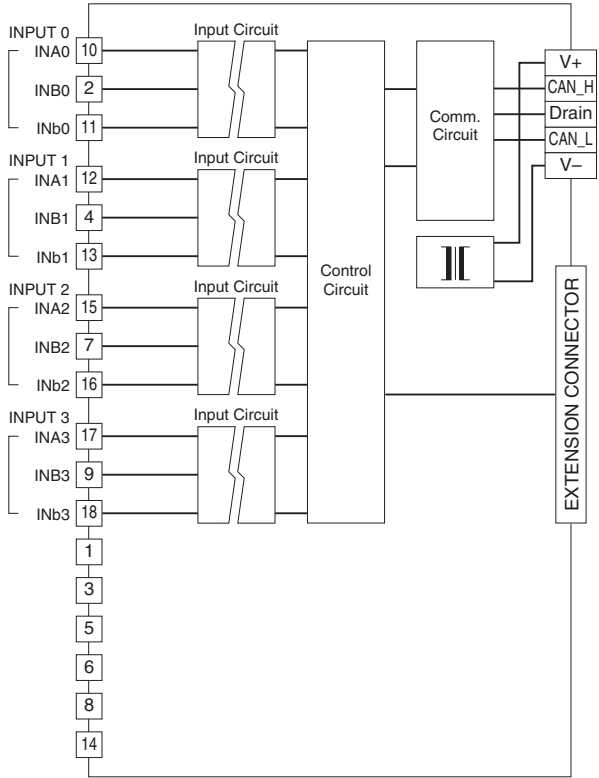 INPUT 0
INA0 10
INB0 2
INb0 11
Input Circuit
INPUT 1
INA1 12
INB1 4
INb1 13
Input Circuit
INPUT 2
INA2 15
INB2 7
INb2 16
Input Circuit
INPUT 3
INA3 17
INB3 9
INb3 18
Input Circuit
1
3
5
6
8
14
Control
Circuit
Comm.
Circuit
V+
CAN_H
Drain
CAN_L
V–
EXTENSION CONNECTOR